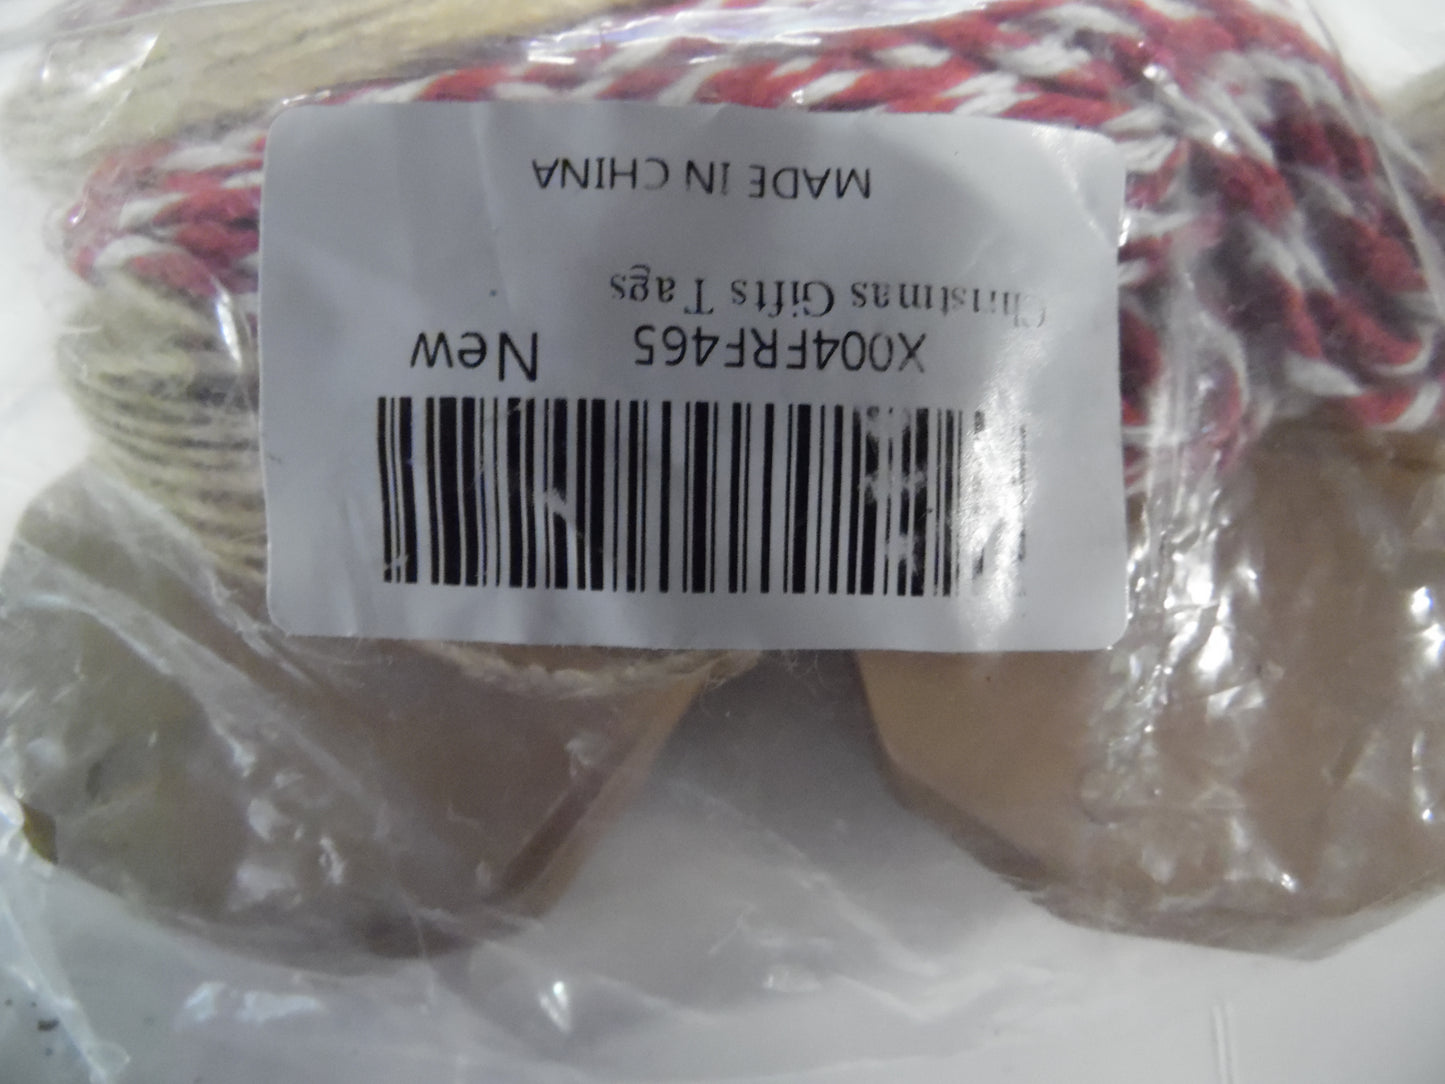 X004FRF465
New
Christmas Gifts Tags
MADE IN CHINA